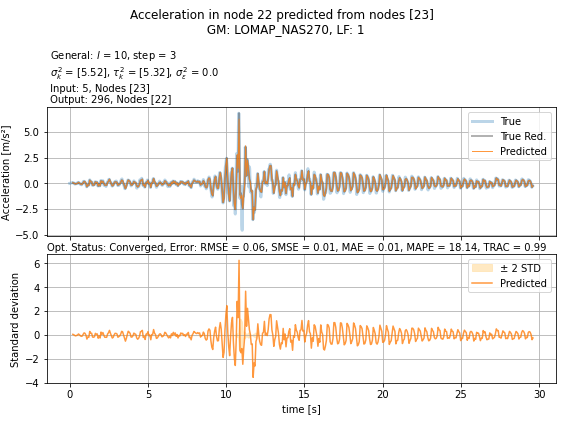 Acceleration in node 22 predicted from nodes [23]
GM: LOMAP_NAS270, LF: 1
General: l = 10, step = 3
σ²ₖ = [5.52], τ²ₖ = [5.32], σ²ε = 0.0
Input: 5, Nodes [23]
Output: 296, Nodes [22]
True
True Red.
Predicted
Acceleration [m/s²]
5.0
2.5
0.0
−2.5
−5.0
Opt. Status: Converged, Error: RMSE = 0.06, SMSE = 0.01, MAE = 0.01, MAPE = 18.14, TRAC = 0.99
± 2 STD
Predicted
Standard deviation
6
4
2
0
−2
−4
0 5 10 15 20 25 30
time [s]